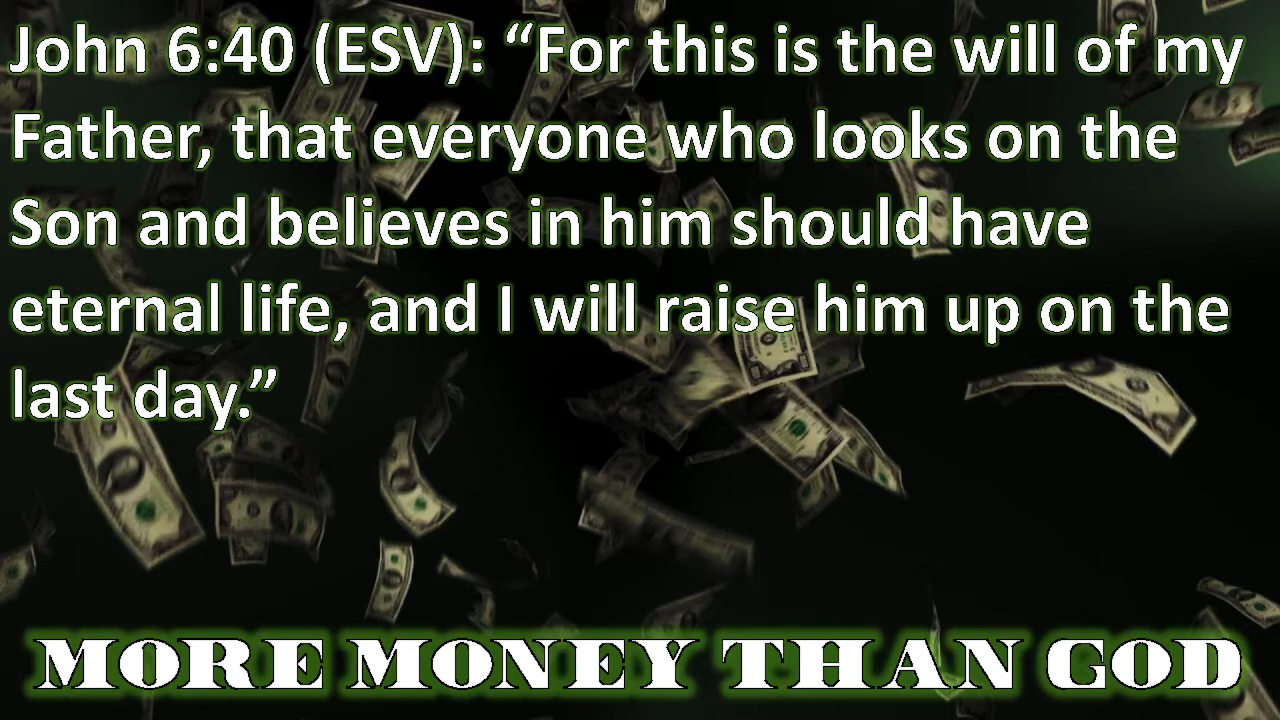 John 6:40 (ESV): “For this is the will of my
Father, that everyone who looks on the
Son and believes in him should have
eternal life, and I will raise him up on the
last day.”
MORE MONEY THAN GOD